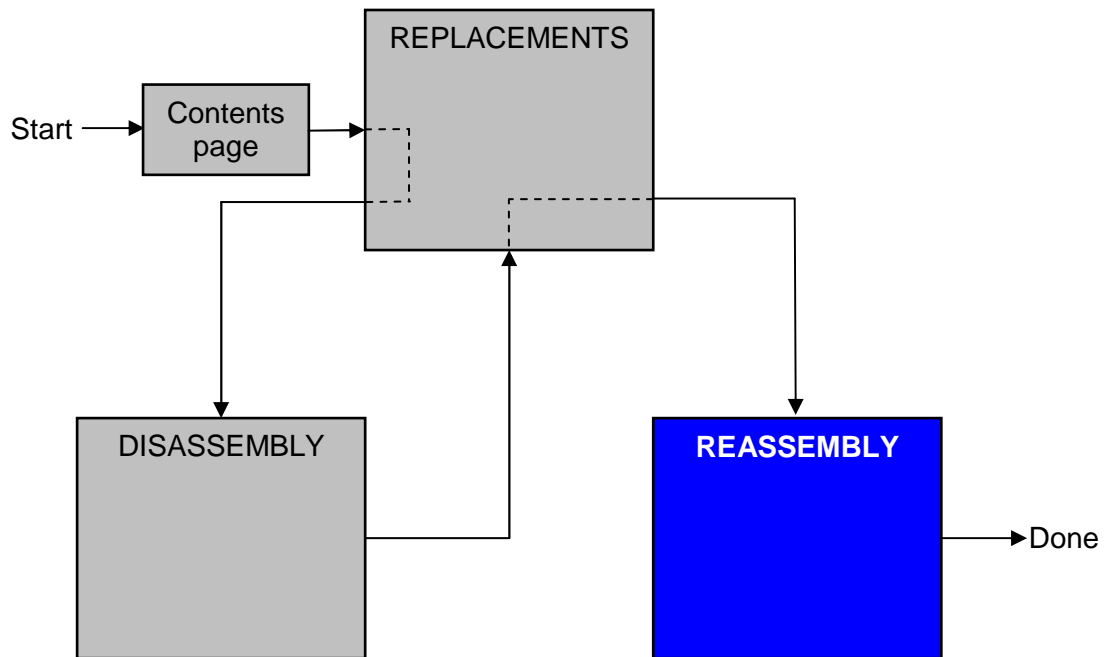 REPLACEMENTS
Start
Contents
page
DISASSEMBLY
REASSEMBLY
Done